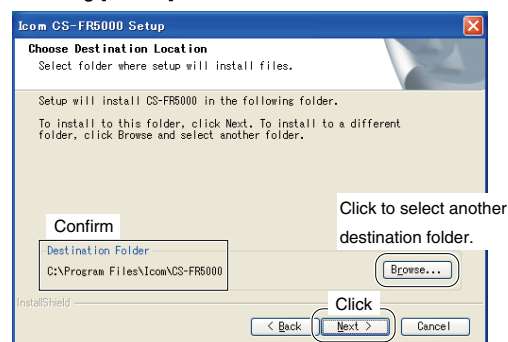 Icom CS-FR5000 Setup
Choose Destination Location
Select folder where setup will install files.
Setup will install CS-FR5000 in the following folder.
To install to this folder, click Next. To install to a different
folder, click Browse and select another folder.
Click to select another
destination folder.
Confirm
Destination Folder
C:\Program Files\Icom\CS-FR5000
Browse...
InstallShield
Click
< Back
Next >
Cancel